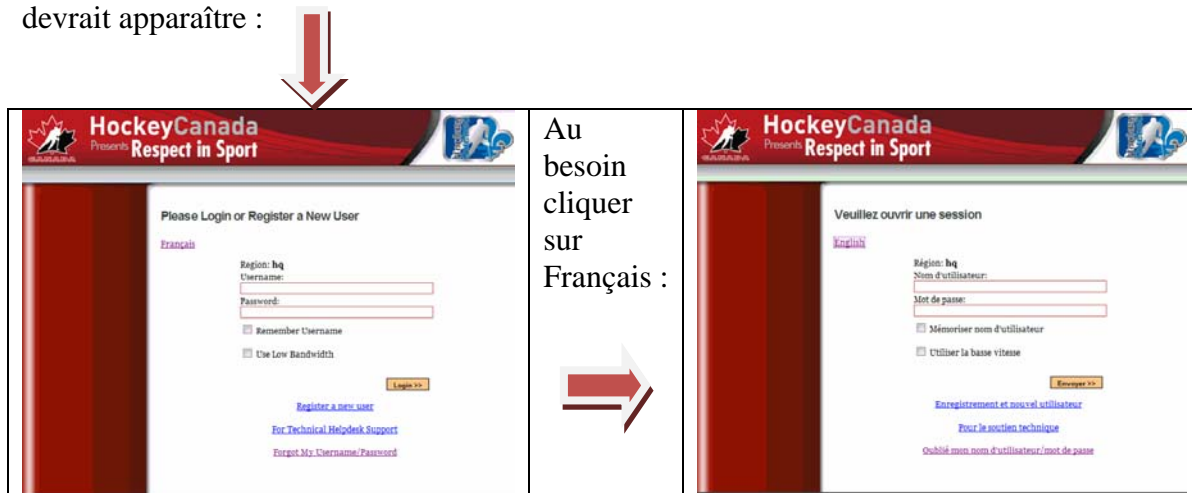 devrait apparaître :
HockeyCanada
Presents Respect in Sport
CANADA
Please Login or Register a New User
Français
Region: hq
Username:
Password:
Remember Username
Use Low Bandwidth
Login >>
Register a new user
For Technical Helpdesk Support
Forgot My Username/Password
Au
besoin
cliquer
sur
Français :
HockeyCanada
Presents Respect in Sport
CANADA
Veuillez ouvrir une session
English
Région: hq
Nom d'utilisateur:
Mot de passe:
Mémoriser nom d'utilisateur
Utiliser la basse vitesse
Envoyer >>
Enregistrement et nouvel utilisateur
Pour le soutien technique
Oublié mon nom d'utilisateur/mot de passe